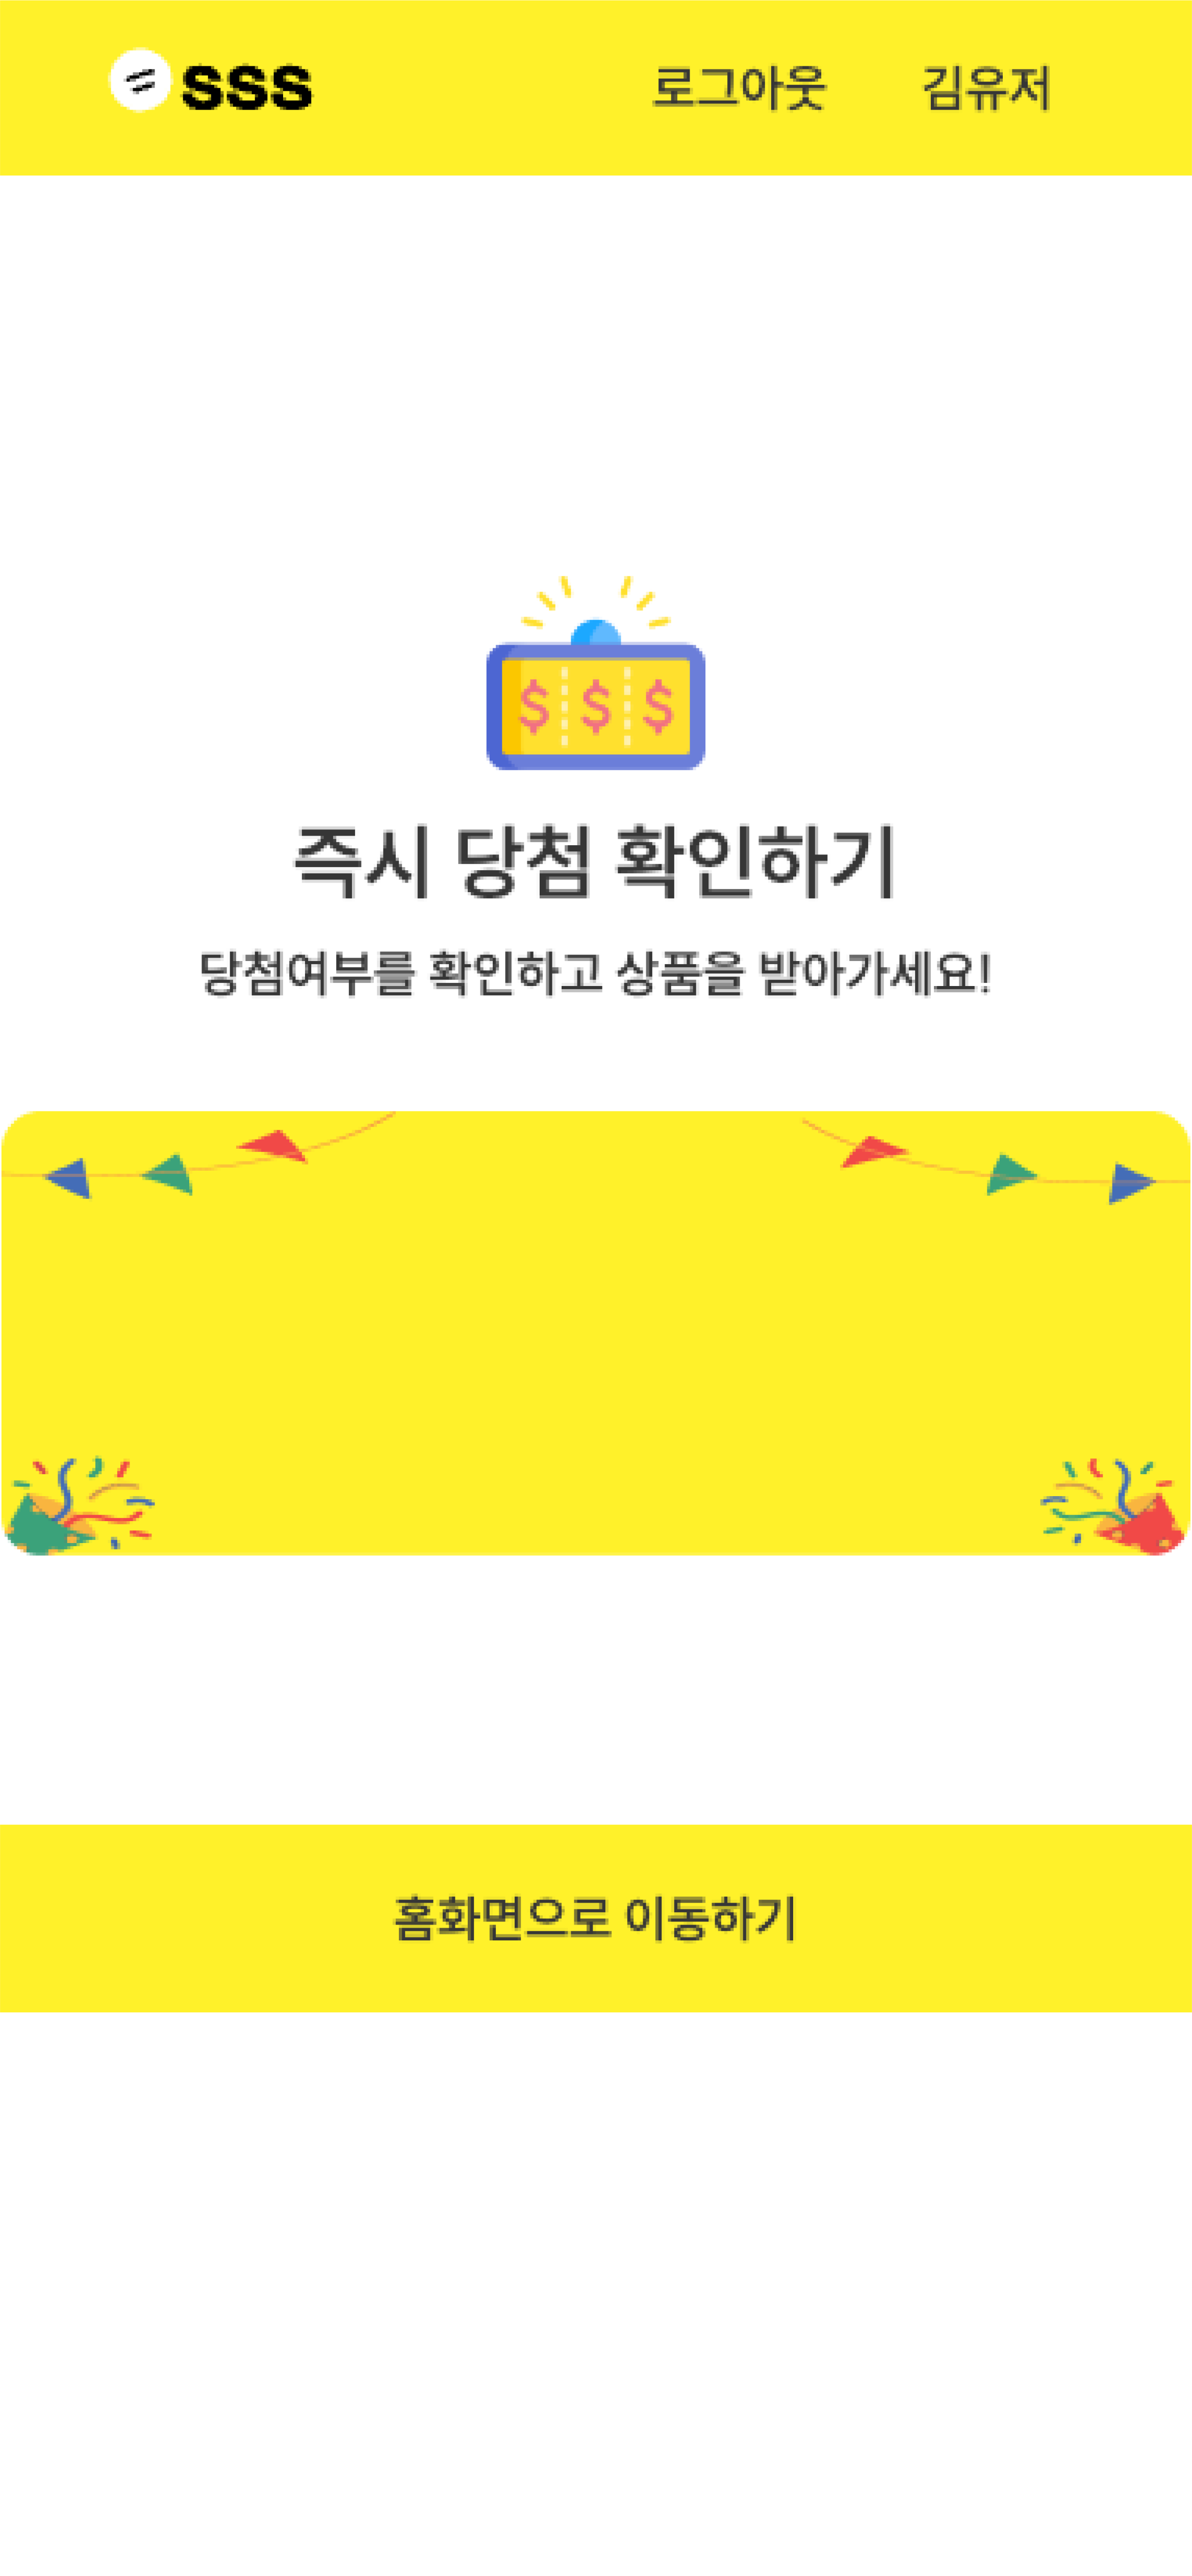 sss 로그아웃 김유저
$ $ $
즉시 당첨 확인하기
당첨여부를 확인하고 상품을 받아가세요!
홈화면으로 이동하기